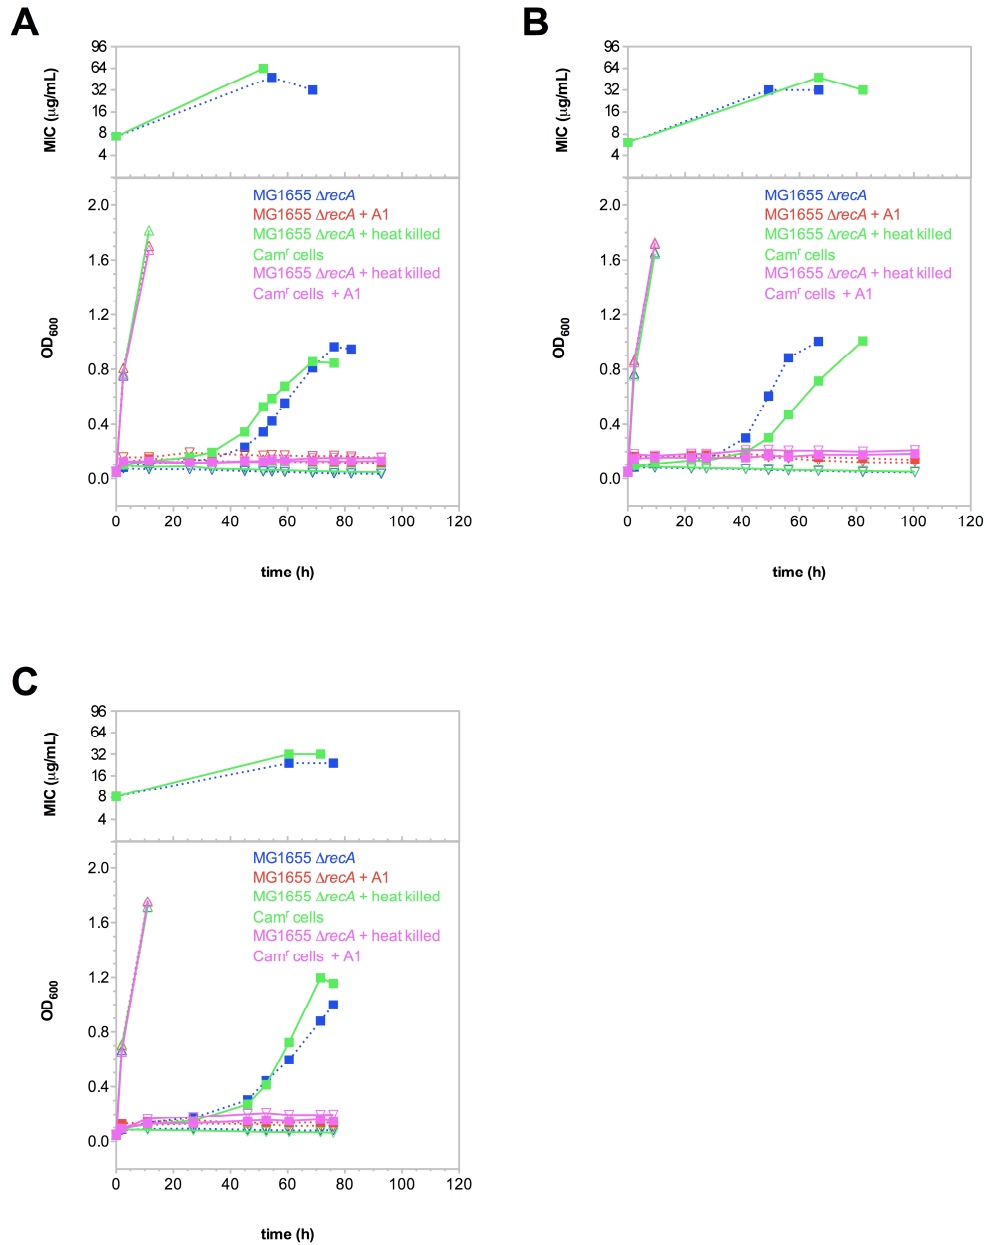 A
MIC (µg/mL)
96
64
32
16
8
4
MG1655 ΔrecA
MG1655 ΔrecA + A1
MG1655 ΔrecA + heat killed
Camr cells
MG1655 ΔrecA + heat killed
Camr cells + A1
OD600
2.0
1.6
1.2
0.8
0.4
0.0
0 20 40 60 80 100 120
time (h)
B
MIC (µg/mL)
96
64
32
16
8
4
MG1655 ΔrecA
MG1655 ΔrecA + A1
MG1655 ΔrecA + heat killed
Camr cells
MG1655 ΔrecA + heat killed
Camr cells + A1
OD600
2.0
1.6
1.2
0.8
0.4
0.0
0 20 40 60 80 100 120
time (h)
C
MIC (µg/mL)
96
64
32
16
8
4
MG1655 ΔrecA
MG1655 ΔrecA + A1
MG1655 ΔrecA + heat killed
Camr cells
MG1655 ΔrecA + heat killed
Camr cells + A1
OD600
2.0
1.6
1.2
0.8
0.4
0.0
0 20 40 60 80 100 120
time (h)